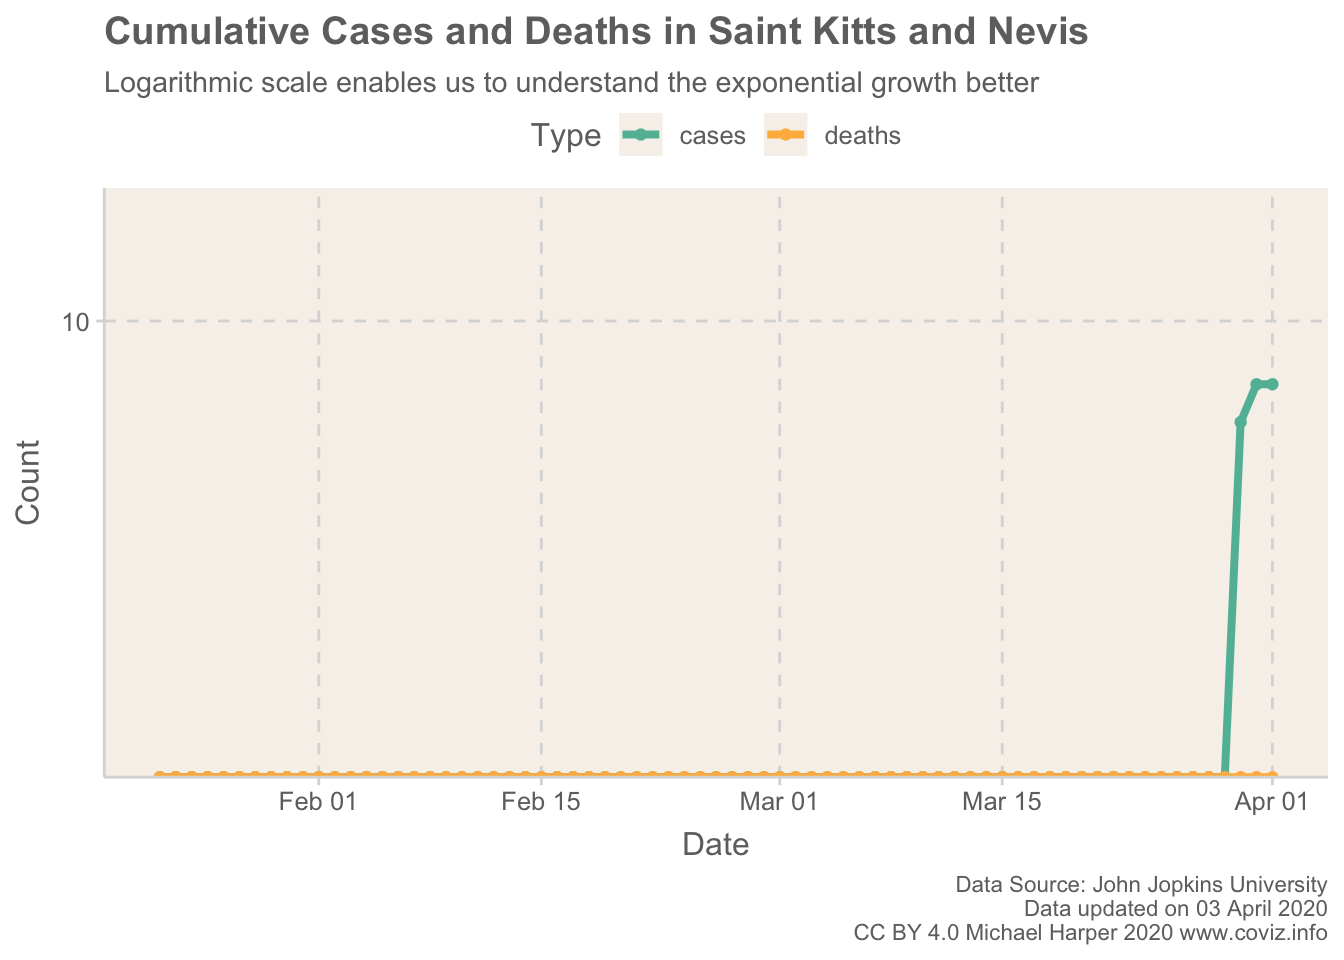 Cumulative Cases and Deaths in Saint Kitts and Nevis
Logarithmic scale enables us to understand the exponential growth better
Type cases deaths
10
Count
Feb 01 Feb 15 Mar 01 Mar 15 Apr 01
Date
Data Source: John Jopkins University
Data updated on 03 April 2020
CC BY 4.0 Michael Harper 2020 www.coviz.info